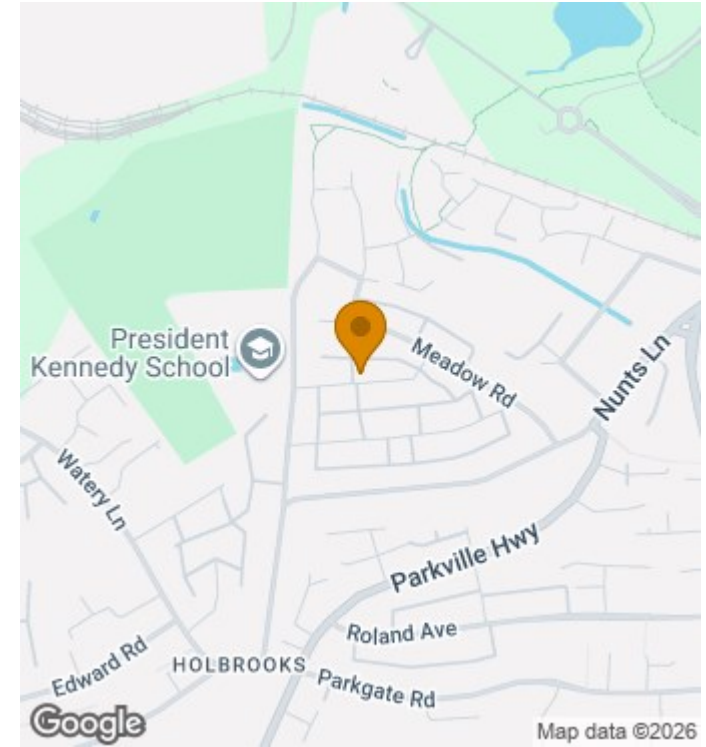 President
Kennedy School
Meadow Rd
Nunts Ln
Watery Ln
Parkville Hwy
Roland Ave
Edward Rd
HOLBROOKS
Parkgate Rd
Google
Map data ©2026